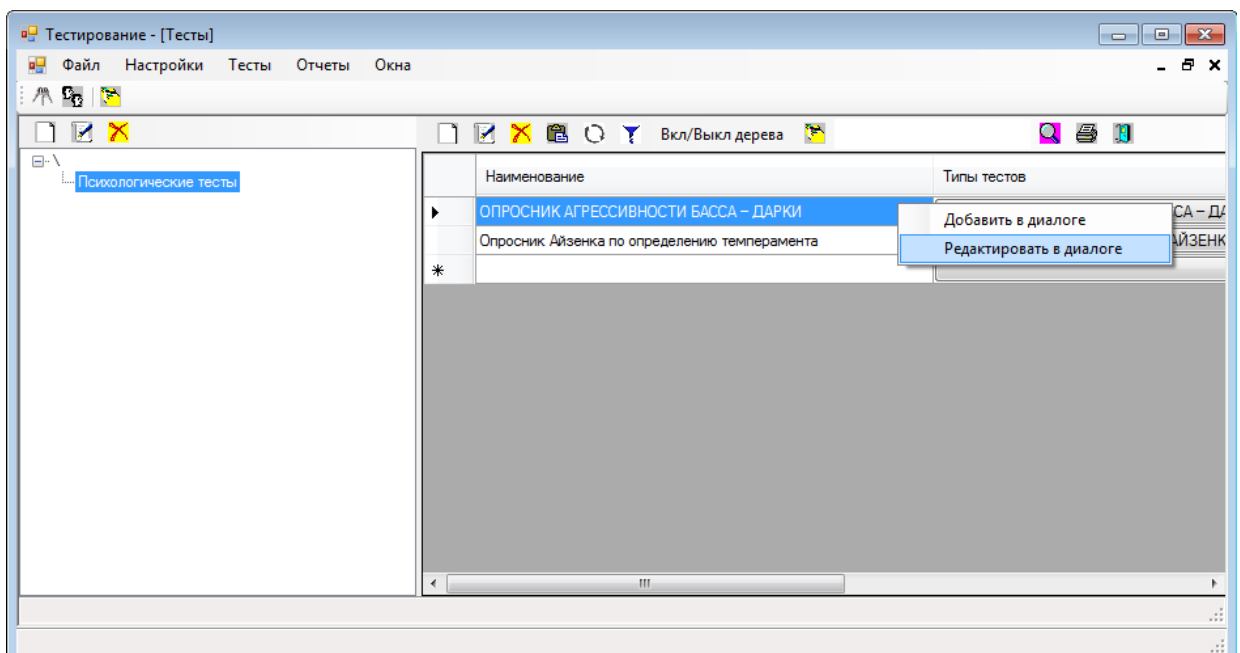 Тестирование - [Тесты]
Файл Настройки Тесты Отчеты Окна
Вкл/Выкл дерева
\
Психологические тесты
Наименование Типы тестов
ОПРОСНИК АГРЕССИВНОСТИ БАССА – ДАРКИ
Добавить в диалоге
Опросник Айзенка по определению темперамента
Редактировать в диалоге